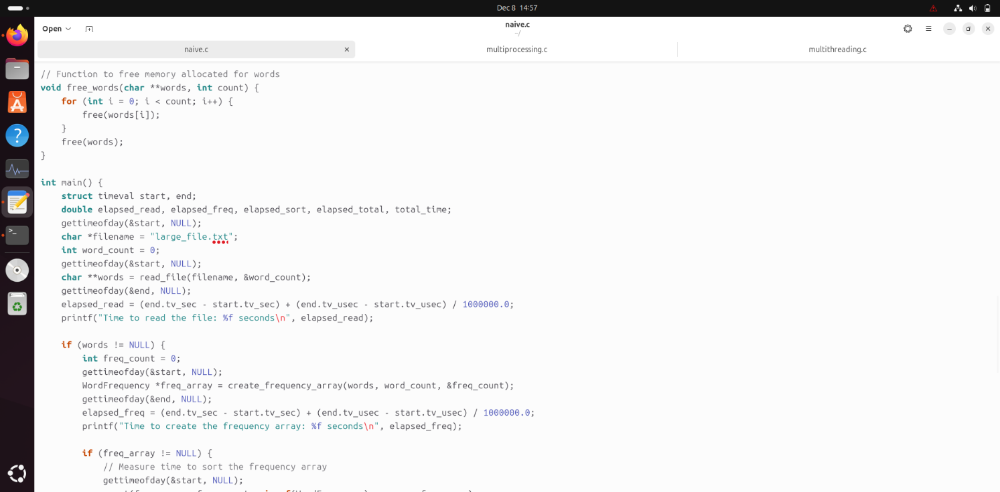 Dec 8 14:57
Open
naive.c
~/
naive.c
multiprocessing.c
multithreading.c
// Function to free memory allocated for words
void free_words(char **words, int count) {
    for (int i = 0; i < count; i++) {
        free(words[i]);
    }
    free(words);
}
int main() {
    struct timeval start, end;
    double elapsed_read, elapsed_freq, elapsed_sort, elapsed_total, total_time;
    gettimeofday(&start, NULL);
    char *filename = "large_file.txt";
    int word_count = 0;
    gettimeofday(&start, NULL);
    char **words = read_file(filename, &word_count);
    gettimeofday(&end, NULL);
    elapsed_read = (end.tv_sec - start.tv_sec) + (end.tv_usec - start.tv_usec) / 1000000.0;
    printf("Time to read the file: %f seconds\n", elapsed_read);
    if (words != NULL) {
        int freq_count = 0;
        gettimeofday(&start, NULL);
        WordFrequency *freq_array = create_frequency_array(words, word_count, &freq_count);
        gettimeofday(&end, NULL);
        elapsed_freq = (end.tv_sec - start.tv_sec) + (end.tv_usec - start.tv_usec) / 1000000.0;
        printf("Time to create the frequency array: %f seconds\n", elapsed_freq);
        if (freq_array != NULL) {
            // Measure time to sort the frequency array
            gettimeofday(&start, NULL);